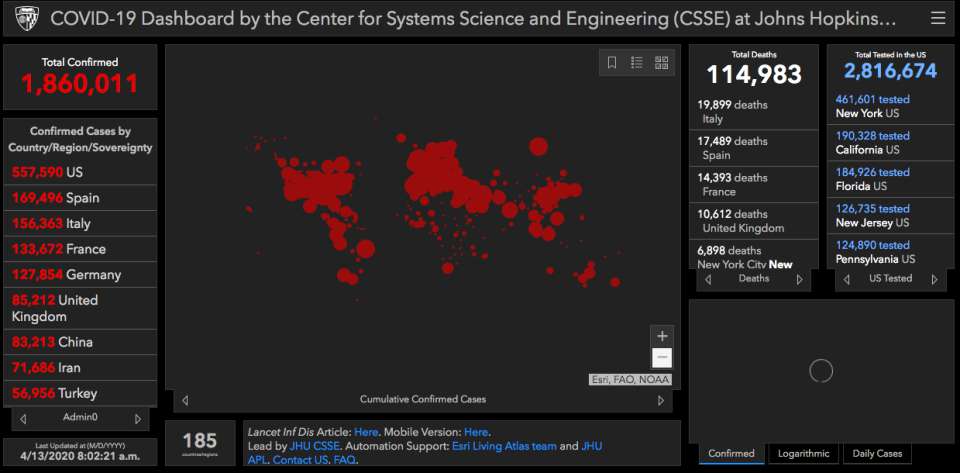 COVID-19 Dashboard by the Center for Systems Science and Engineering (CSSE) at Johns Hopkins...
Total Confirmed
1,860,011
Confirmed Cases by
Country/Region/Sovereignty
557,590 US
169,496 Spain
156,363 Italy
133,672 France
127,854 Germany
85,212 United
Kingdom
83,213 China
71,686 Iran
56,956 Turkey
Admin0
Last Updated at (M/D/YYYY)
4/13/2020 8:02:21 a.m.
Esri, FAO, NOAA
Cumulative Confirmed Cases
185
countries/regions
Lancet Inf Dis Article: Here. Mobile Version: Here.
Lead by JHU CSSE. Automation Support: Esri Living Atlas team and JHU
APL. Contact US. FAQ.
Total Deaths
114,983
19,899 deaths
Italy
17,489 deaths
Spain
14,393 deaths
France
10,612 deaths
United Kingdom
6,898 deaths
New York City New
Deaths
Total Tested in the US
2,816,674
461,601 tested
New York US
190,328 tested
California US
184,926 tested
Florida US
126,735 tested
New Jersey US
124,890 tested
Pennsylvania US
US Tested
Confirmed
Logarithmic
Daily Cases